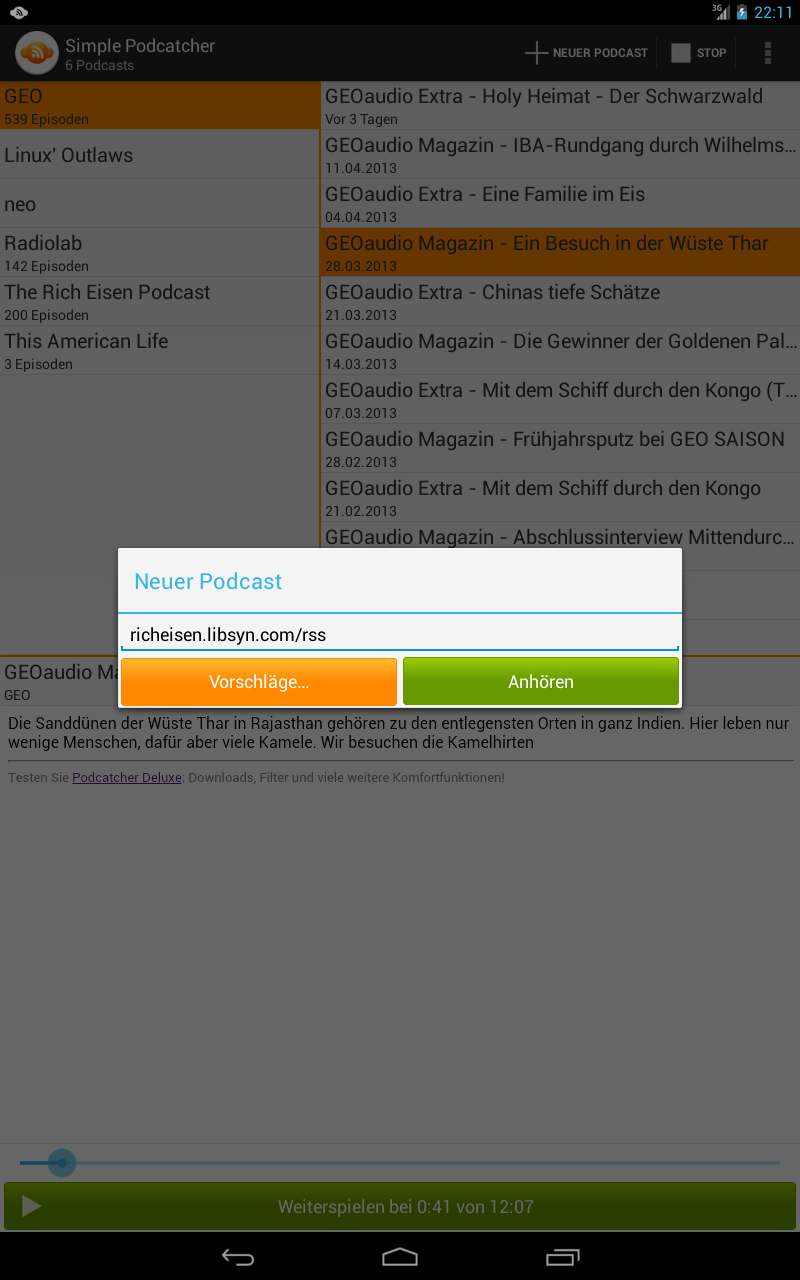 3G 22:11
Simple Podcatcher
6 Podcasts
NEUER PODCAST
STOP
GEO
539 Episoden
Linux' Outlaws
neo
Radiolab
142 Episoden
The Rich Eisen Podcast
200 Episoden
This American Life
3 Episoden
GEOaudio Extra - Holy Heimat - Der Schwarzwald
Vor 3 Tagen
GEOaudio Magazin - IBA-Rundgang durch Wilhelms...
11.04.2013
GEOaudio Extra - Eine Familie im Eis
04.04.2013
GEOaudio Magazin - Ein Besuch in der Wüste Thar
28.03.2013
GEOaudio Extra - Chinas tiefe Schätze
21.03.2013
GEOaudio Magazin - Die Gewinner der Goldenen Pal...
14.03.2013
GEOaudio Extra - Mit dem Schiff durch den Kongo (T...
07.03.2013
GEOaudio Magazin - Frühjahrsputz bei GEO SAISON
28.02.2013
GEOaudio Extra - Mit dem Schiff durch den Kongo
21.02.2013
GEOaudio Magazin - Abschlussinterview Mittendurc...
Neuer Podcast
richeisen.libsyn.com/rss
Vorschläge...
Anhören
GEOaudio Ma
GEO
Die Sanddünen der Wüste Thar in Rajasthan gehören zu den entlegensten Orten in ganz Indien. Hier leben nur
wenige Menschen, dafür aber viele Kamele. Wir besuchen die Kamelhirten
Testen Sie Podcatcher Deluxe: Downloads, Filter und viele weitere Komfortfunktionen!
Weiterspielen bei 0:41 von 12:07